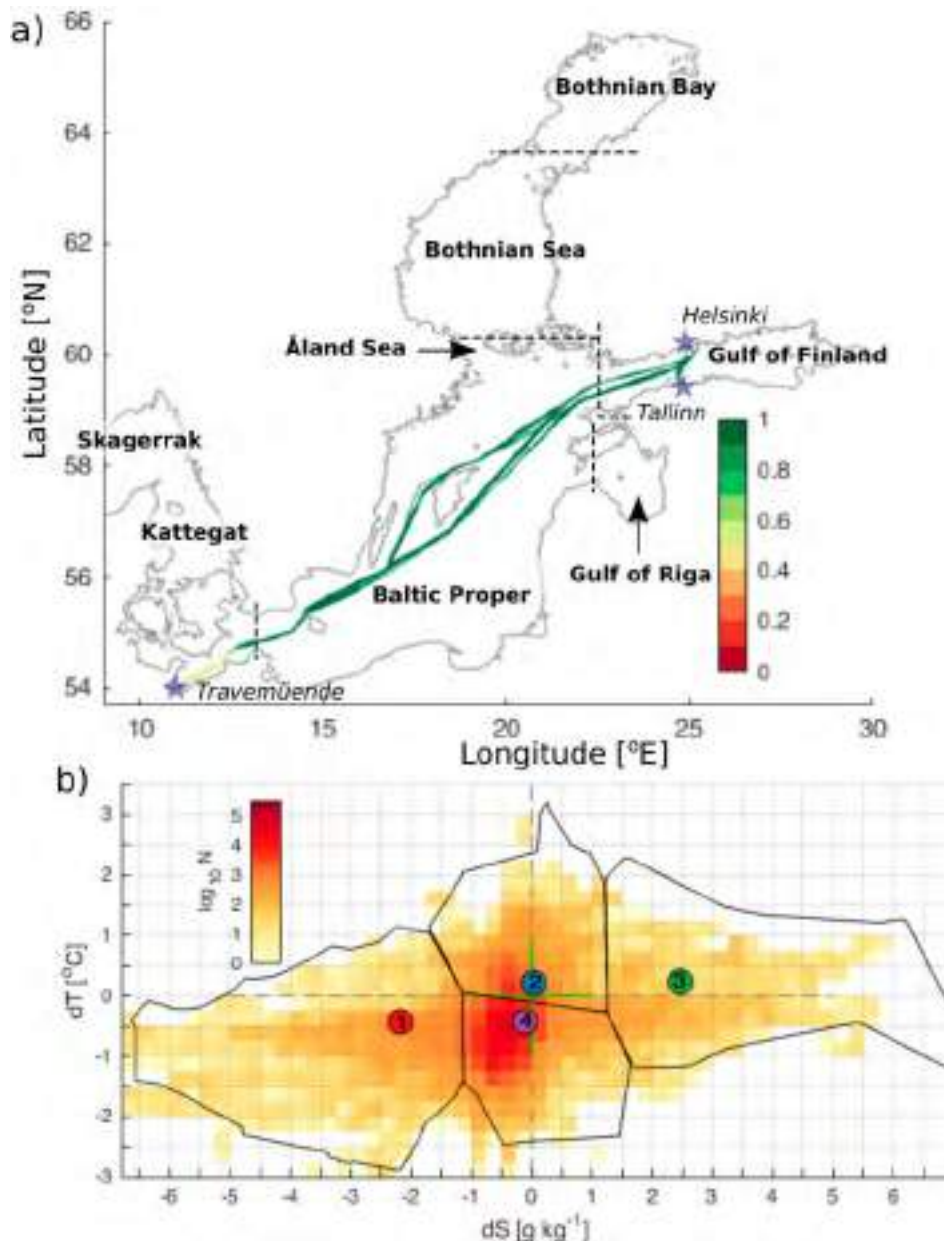 a)
66
64
62
60
58
56
54
Latitude [ºN]
Bothnian Bay
Bothnian Sea
Åland Sea
Helsinki
Gulf of Finland
Tallinn
Skagerrak
Kattegat
Gulf of Riga
Baltic Proper
Travemüende
1
0.8
0.6
0.4
0.2
0
10 15 20 25 30
Longitude [ºE]
b)
3
2
1
0
-1
-2
-3
dT [ºC]
log10 N
5
4
3
2
1
0
1
2
3
4
-6 -5 -4 -3 -2 -1 0 1 2 3 4 5 6
dS [g kg-1]